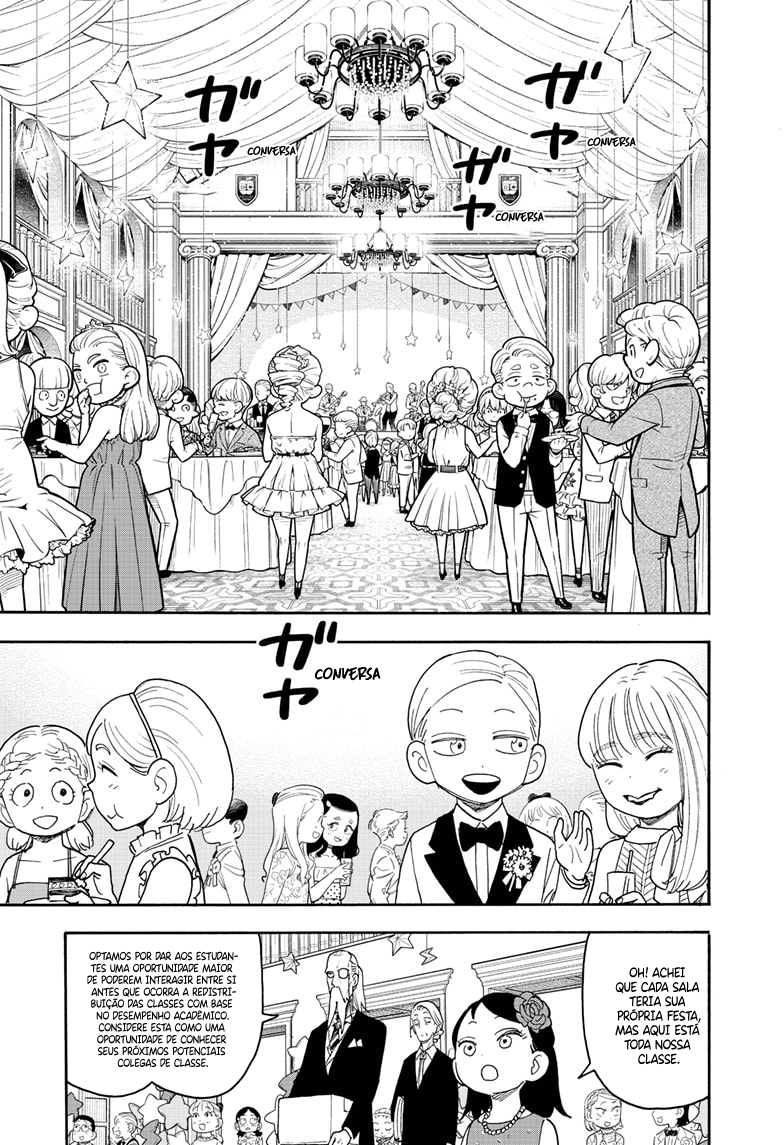 ガヤ
CONVERSA
ガヤ
CONVERSA
ガヤ
CONVERSA
ガヤ
CONVERSA
OH! ACHEI
QUE CADA SALA
TERIA SUA
PRÓPRIA FESTA,
MAS AQUI ESTÁ
TODA NOSSA
CLASSE.
OPTAMOS POR DAR AOS ESTUDAN-
TES UMA OPORTUNIDADE MAIOR
DE PODEREM INTERAGIR ENTRE SI
ANTES QUE OCORRA A REDISTRI-
BUIÇÃO DAS CLASSES COM BASE
NO DESEMPENHO ACADÊMICO.
CONSIDERE ESTA COMO UMA
OPORTUNIDADE DE CONHECER
SEUS PRÓXIMOS POTENCIAIS
COLEGAS DE CLASSE.